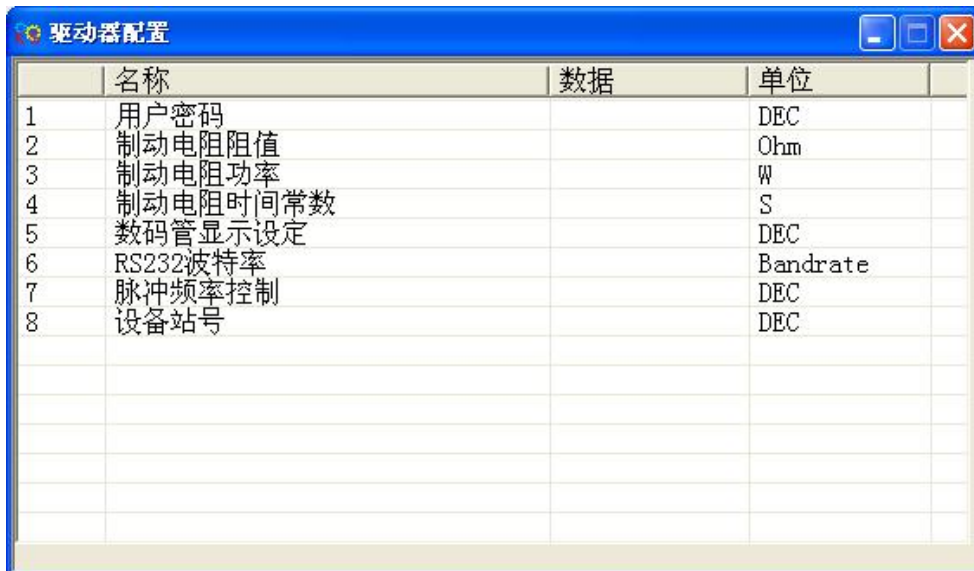 驱动器配置
名称 数据 单位
1 用户密码 DEC
2 制动电阻阻值 Ohm
3 制动电阻功率 W
4 制动电阻时间常数 S
5 数码管显示设定 DEC
6 RS232波特率 Bandrate
7 脉冲频率控制 DEC
8 设备站号 DEC